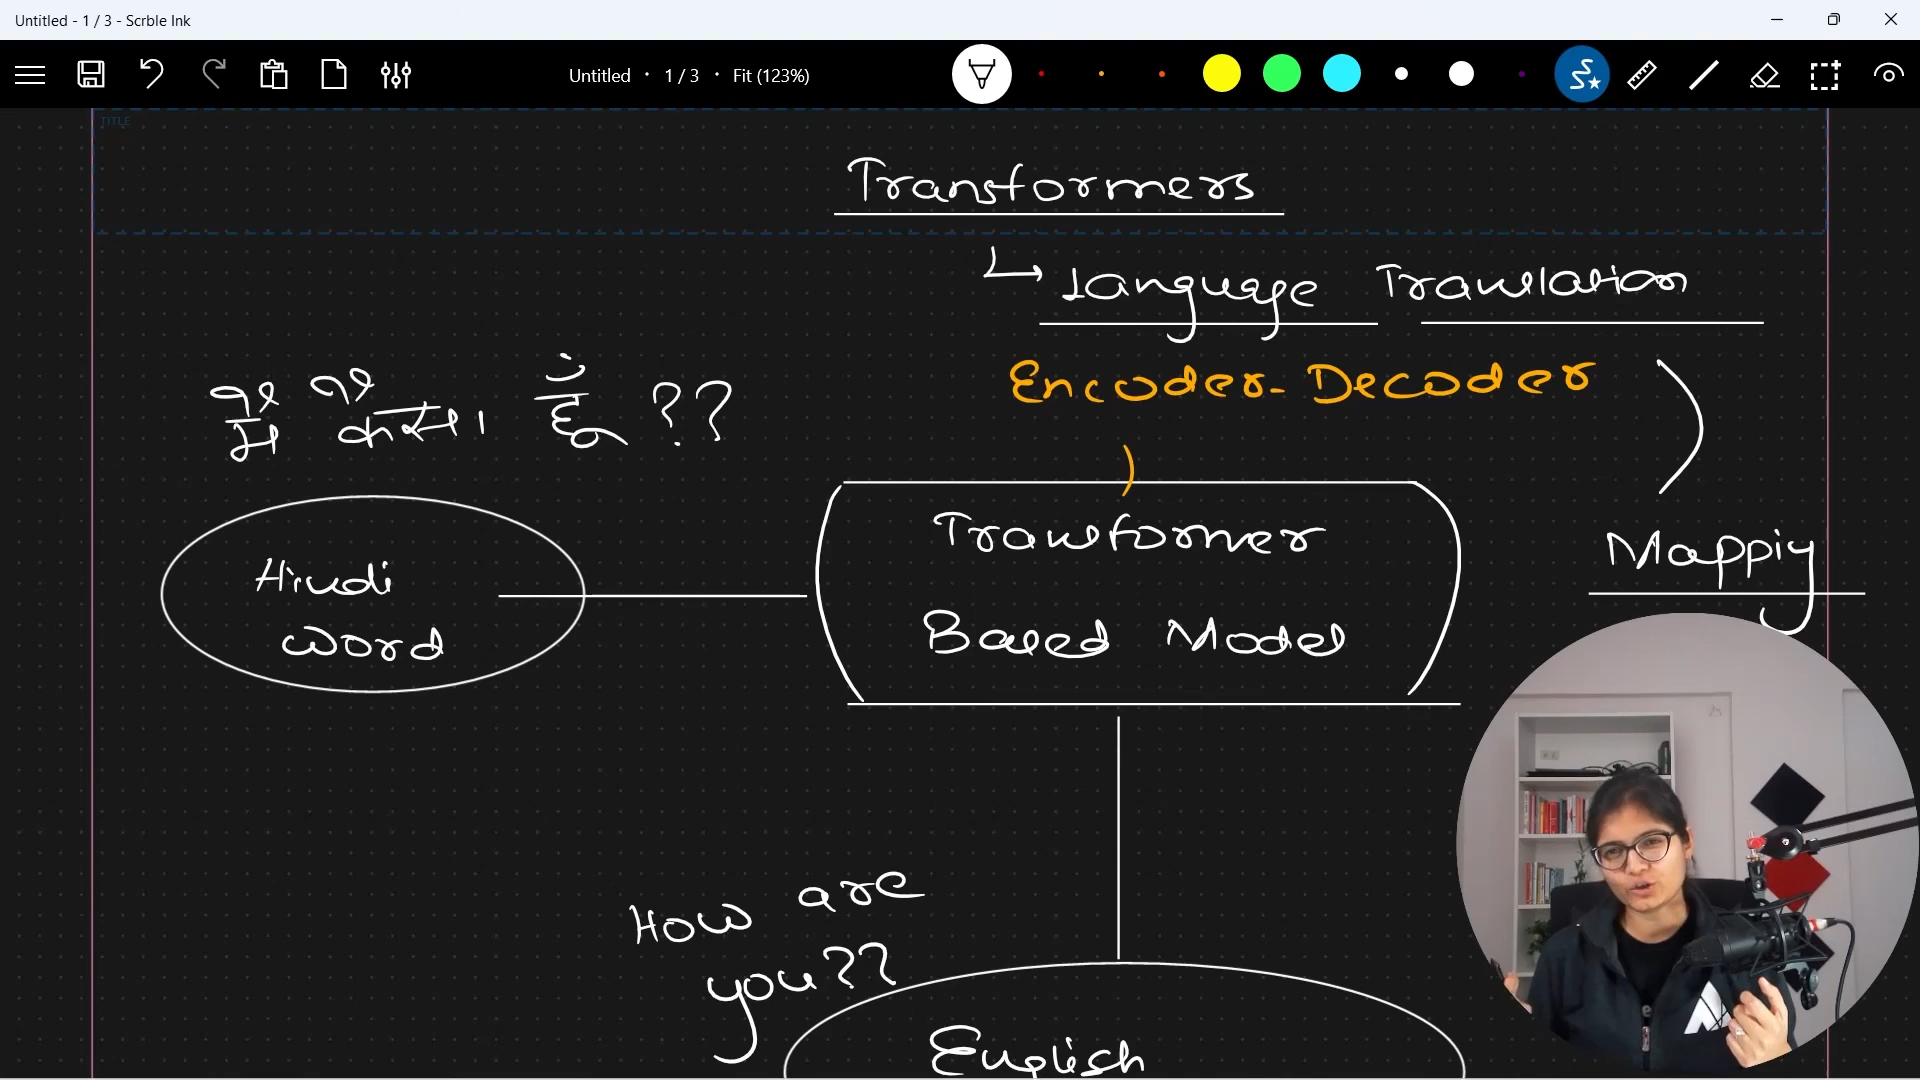 Untitled - 1 / 3 - Scrble Ink
Untitled • 1 / 3 • Fit (123%)
TITLE
Transformers
Language Translation
Encoder-Decoder
मैं कैसा हूँ ??
Transformer
Based Model
Mapping
Hindi
word
How are
you??
English